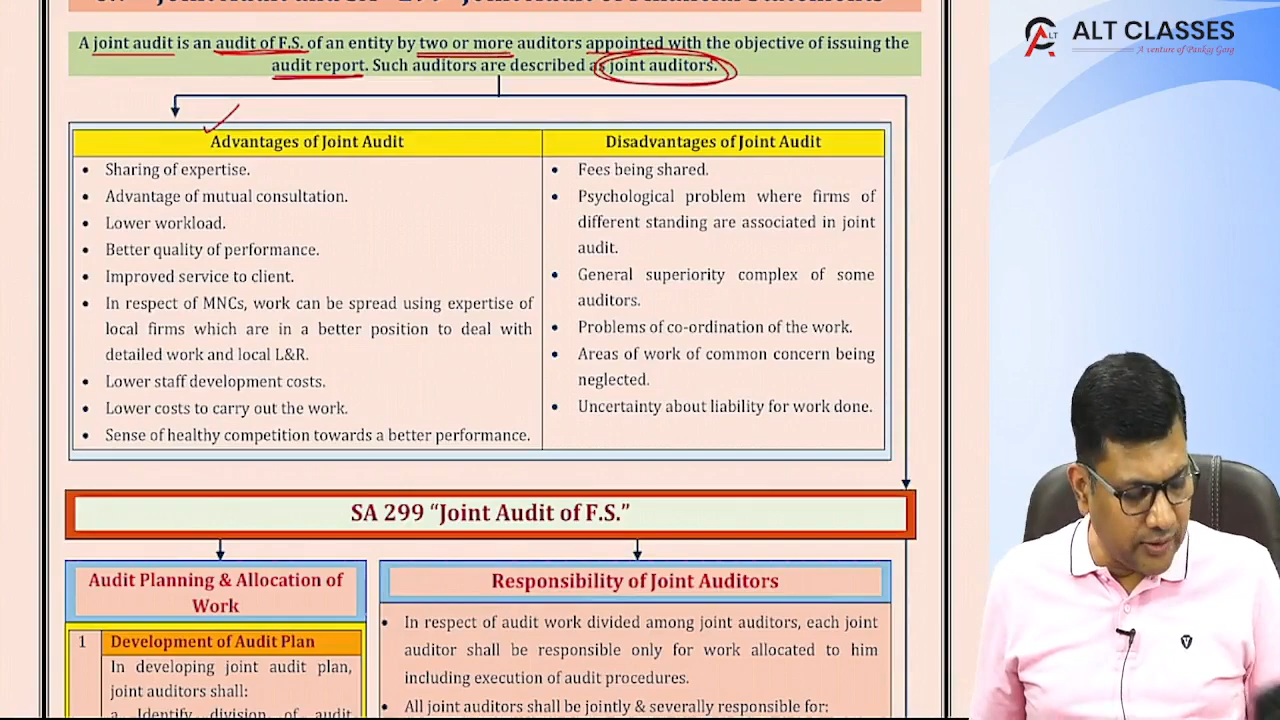 A joint audit is an audit of F.S. of an entity by two or more auditors appointed with the objective of issuing the
audit report. Such auditors are described as joint auditors.
Advantages of Joint Audit
• Sharing of expertise.
• Advantage of mutual consultation.
• Lower workload.
• Better quality of performance.
• Improved service to client.
• In respect of MNCs, work can be spread using expertise of
local firms which are in a better position to deal with
detailed work and local L&R.
• Lower staff development costs.
• Lower costs to carry out the work.
• Sense of healthy competition towards a better performance.
Disadvantages of Joint Audit
• Fees being shared.
• Psychological problem where firms of
different standing are associated in joint
audit.
• General superiority complex of some
auditors.
• Problems of co-ordination of the work.
• Areas of work of common concern being
neglected.
• Uncertainty about liability for work done.
SA 299 “Joint Audit of F.S.”
Audit Planning & Allocation of
Work
1 Development of Audit Plan
In developing joint audit plan,
joint auditors shall:
a. Identify division of audit
Responsibility of Joint Auditors
• In respect of audit work divided among joint auditors, each joint
auditor shall be responsible only for work allocated to him
including execution of audit procedures.
• All joint auditors shall be jointly & severally responsible for:
ALT
ALT CLASSES
A venture of Pankaj Garg